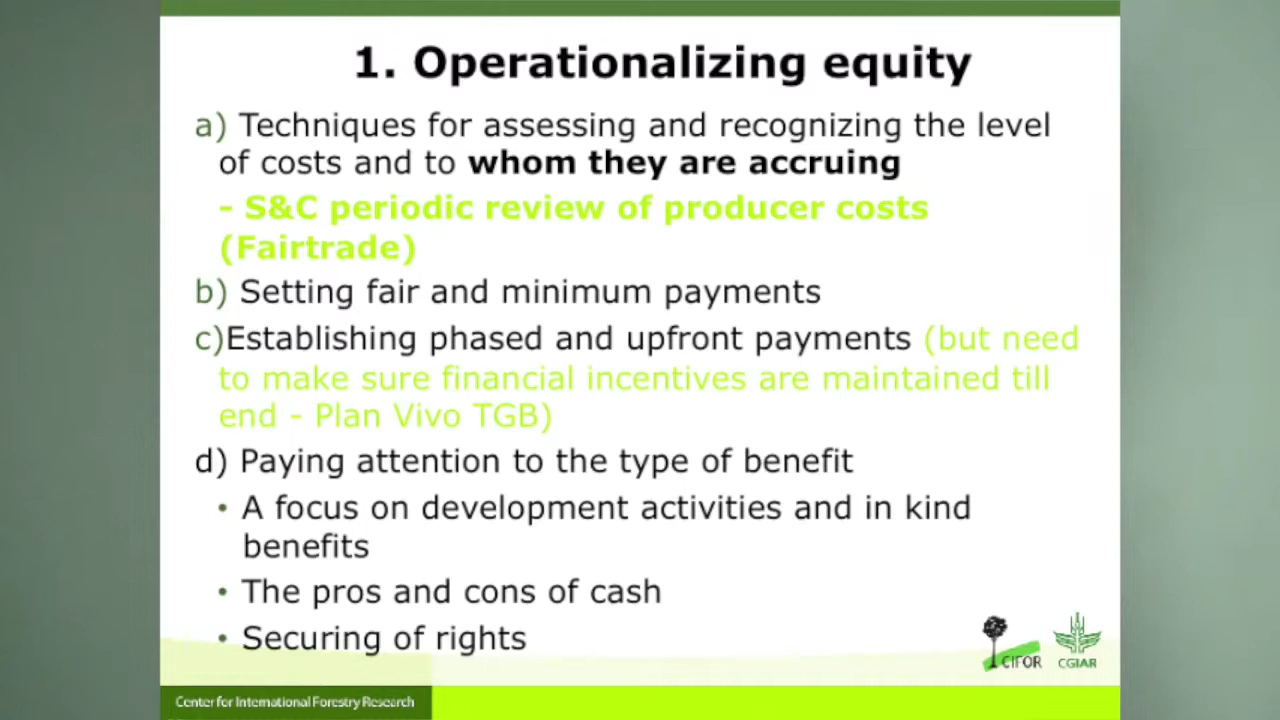 1. Operationalizing equity
a) Techniques for assessing and recognizing the level
of costs and to whom they are accruing
- S&C periodic review of producer costs
(Fairtrade)
b) Setting fair and minimum payments
c)Establishing phased and upfront payments (but need
to make sure financial incentives are maintained till
end - Plan Vivo TGB)
d) Paying attention to the type of benefit
• A focus on development activities and in kind
benefits
• The pros and cons of cash
• Securing of rights
CIFOR
CGIAR
Center for International Forestry Research